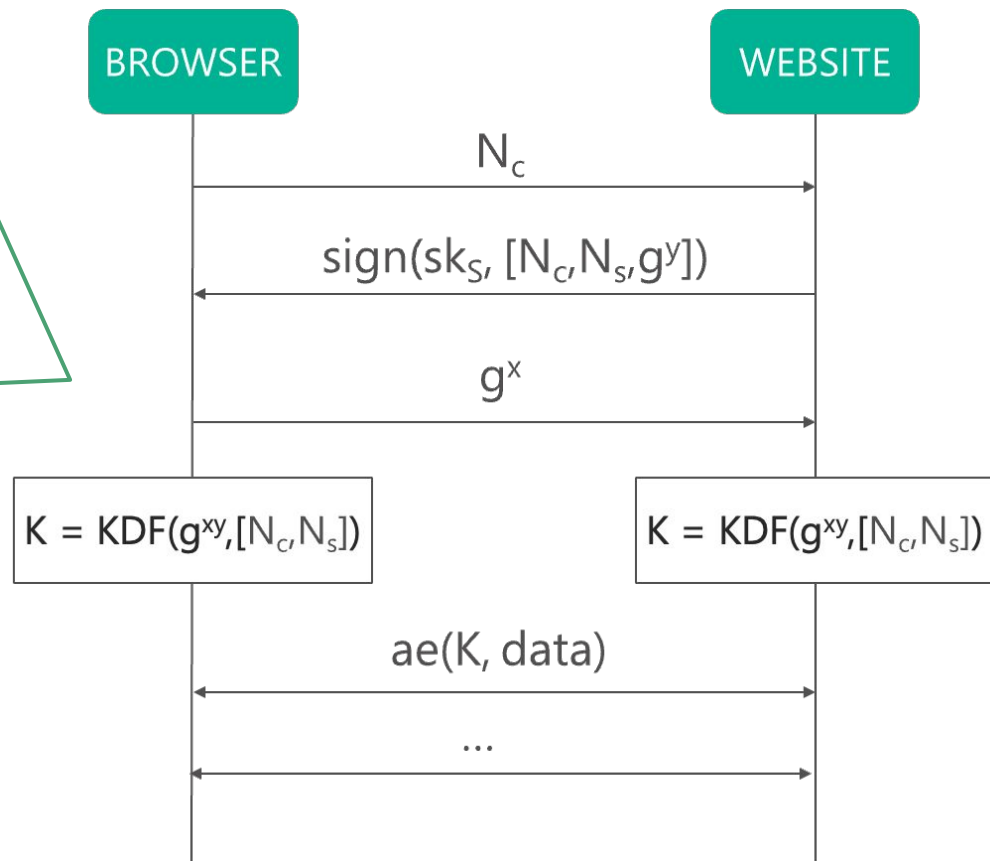 BROWSER WEBSITE
N_c
sign(sk_S, [N_c,N_s,g^y])
g^x
K = KDF(g^xy,[N_c,N_s]) K = KDF(g^xy,[N_c,N_s])
ae(K, data)
...